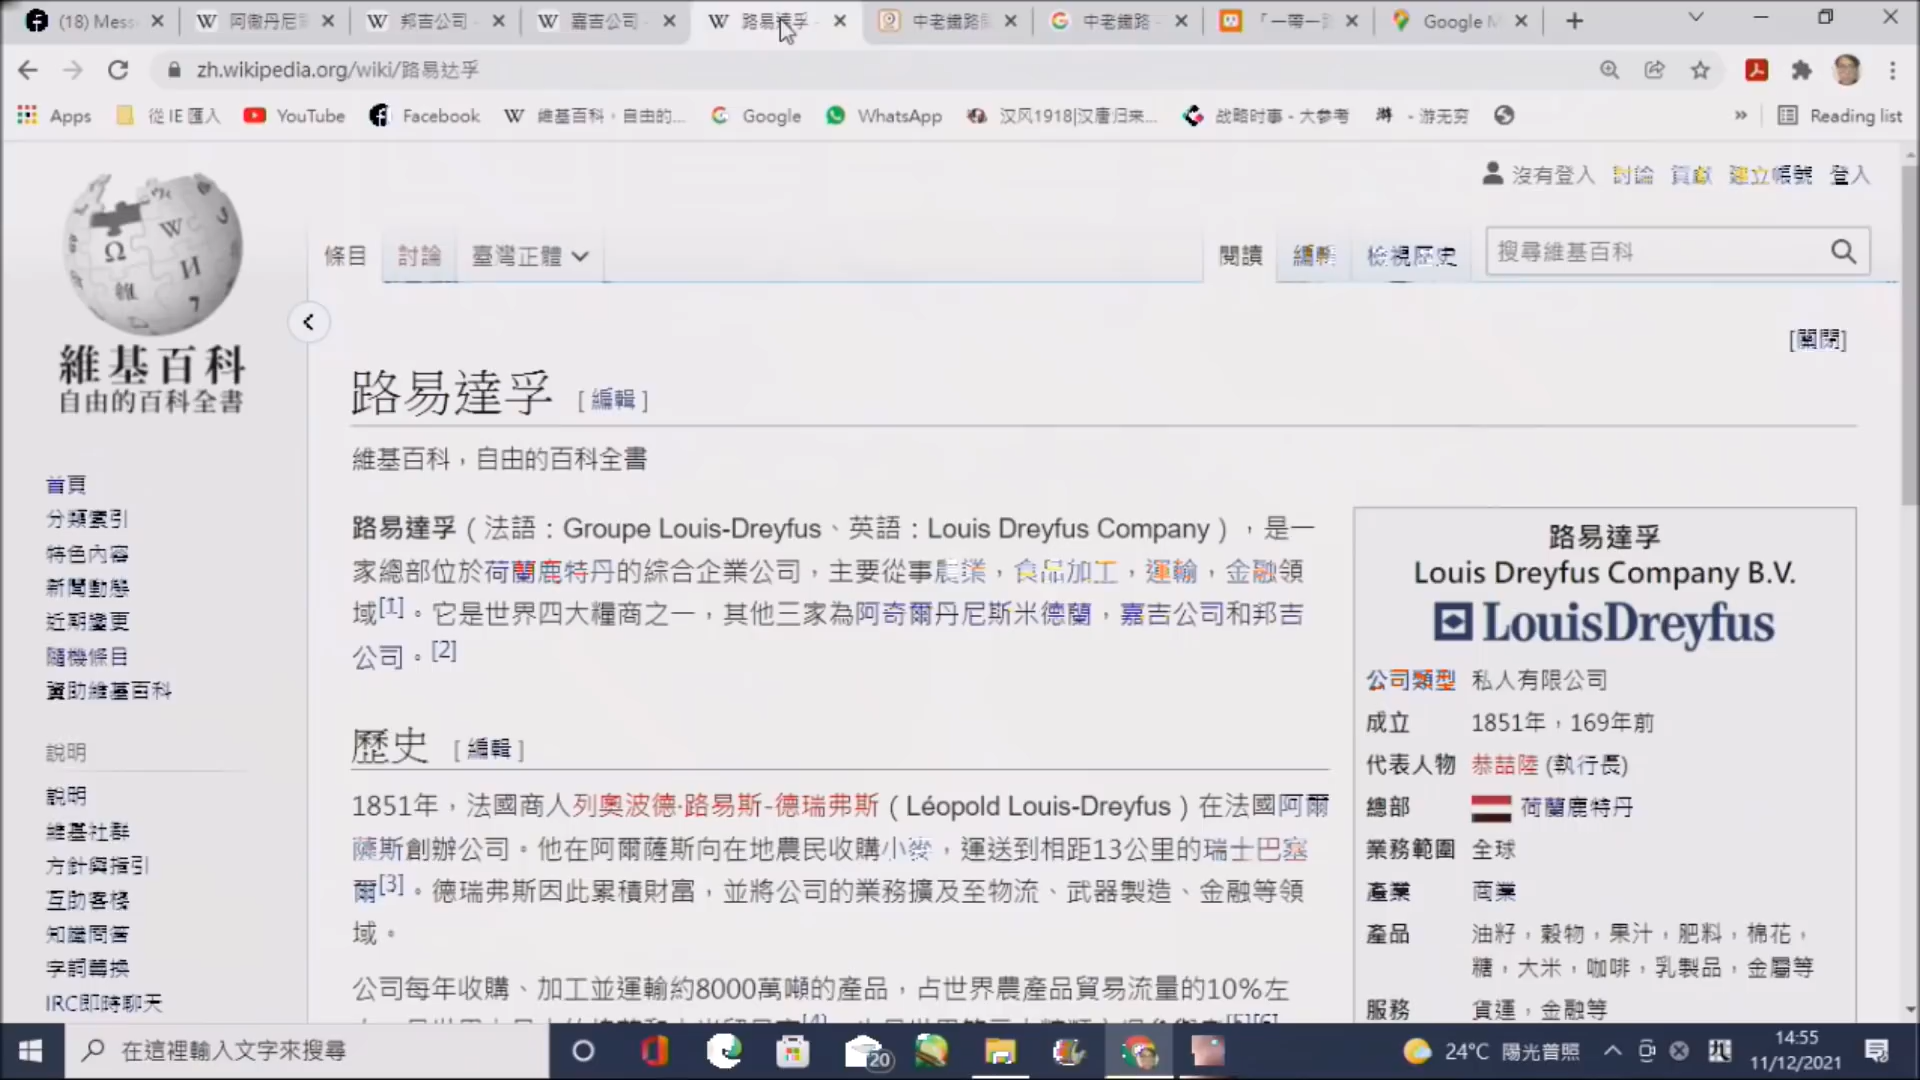 (18) Mess
阿傲丹尼
邦吉公司 -
嘉吉公司 -
路易達孚 -
中老鐵路
中老鐵路 -
「一帶一
Google M
zh.wikipedia.org/wiki/路易达孚
Apps
從 IE 匯入
YouTube
Facebook
維基百科，自由的...
Google
WhatsApp
汉风1918|汉唐归来...
战略时事 - 大参考
- 游无穷
»
Reading list
沒有登入 討論 貢獻 建立帳號 登入
條目 討論 臺灣正體
閱讀 編輯 檢視歷史
搜尋維基百科
維基百科
自由的百科全書
[關閉]
路易達孚 [編輯]
維基百科，自由的百科全書
首頁
分類索引
特色內容
新聞動態
近期變更
隨機條目
資助維基百科
說明
說明
維基社群
方針與指引
互助客棧
知識問答
字詞轉換
IRC即時聊天
路易達孚（法語：Groupe Louis-Dreyfus、英語：Louis Dreyfus Company），是一
家總部位於荷蘭鹿特丹的綜合企業公司，主要從事農業，食品加工，運輸，金融領
域[1]。它是世界四大糧商之一，其他三家為阿奇爾丹尼斯米德蘭，嘉吉公司和邦吉
公司。[2]
歷史 [編輯]
1851年，法國商人列奧波德·路易斯-德瑞弗斯（Léopold Louis-Dreyfus）在法國阿爾
薩斯創辦公司。他在阿爾薩斯向在地農民收購小麥，運送到相距13公里的瑞士巴塞
爾[3]。德瑞弗斯因此累積財富，並將公司的業務擴及至物流、武器製造、金融等領
域。
公司每年收購、加工並運輸約8000萬噸的產品，占世界農產品貿易流量的10%左
路易達孚
Louis Dreyfus Company B.V.
LouisDreyfus
公司類型 私人有限公司
成立 1851年，169年前
代表人物 恭喆陸 (執行長)
總部 荷蘭鹿特丹
業務範圍 全球
產業 商業
產品 油籽，穀物，果汁，肥料，棉花，
糖，大米，咖啡，乳製品，金屬等
服務 貨運，金融等
在這裡輸入文字來搜尋
20
24°C 陽光普照
14:55
11/12/2021